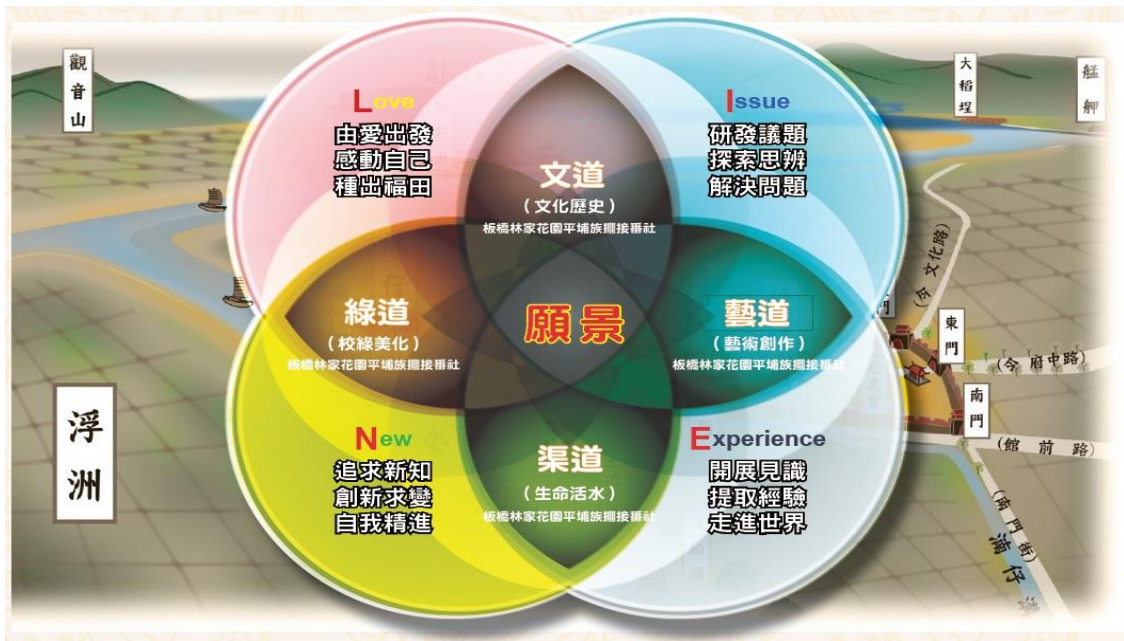 觀音山
大稻埕
艋舺
Love
由愛出發
感動自己
種出福田
Issue
研發議題
探索思辨
解決問題
文道
(文化歷史)
板橋林家花園平埔族擺接番社
綠道
(校綠美化)
板橋林家花園平埔族擺接番社
願景
藝道
(藝術創作)
板橋林家花園平埔族擺接番社
(今文化路)
東門
(今府中路)
南門
(館前路)
浮洲
New
追求新知
創新求變
自我精進
渠道
(生命活水)
板橋林家花園平埔族擺接番社
Experience
開展見識
提取經驗
走進世界
(南門街)